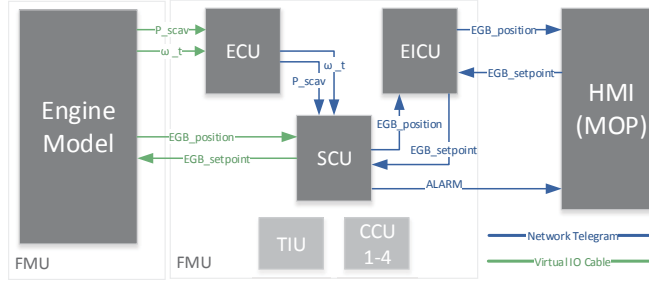 P_scav
ω_t
ECU
ω_t
P_scav
EICU
EGB_position
EGB_setpoint
HMI
(MOP)
Engine
Model
EGB_position
EGB_setpoint
SCU
EGB_position
EGB_setpoint
ALARM
TIU
CCU
1-4
Network Telegram
Virtual IO Cable
FMU
FMU